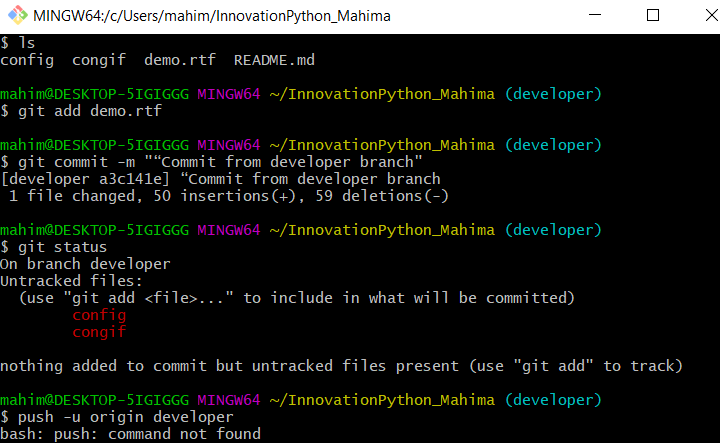 MINGW64:/c/Users/mahim/InnovationPython_Mahima
$ ls
config  congif  demo.rtf  README.md
mahim@DESKTOP-5IGIGGG MINGW64 ~/InnovationPython_Mahima (developer)
$ git add demo.rtf
mahim@DESKTOP-5IGIGGG MINGW64 ~/InnovationPython_Mahima (developer)
$ git commit -m "“Commit from developer branch"
[developer a3c141e] “Commit from developer branch
 1 file changed, 50 insertions(+), 59 deletions(-)
mahim@DESKTOP-5IGIGGG MINGW64 ~/InnovationPython_Mahima (developer)
$ git status
On branch developer
Untracked files:
  (use "git add <file>..." to include in what will be committed)
        config
        congif
nothing added to commit but untracked files present (use "git add" to track)
mahim@DESKTOP-5IGIGGG MINGW64 ~/InnovationPython_Mahima (developer)
$ push -u origin developer
bash: push: command not found